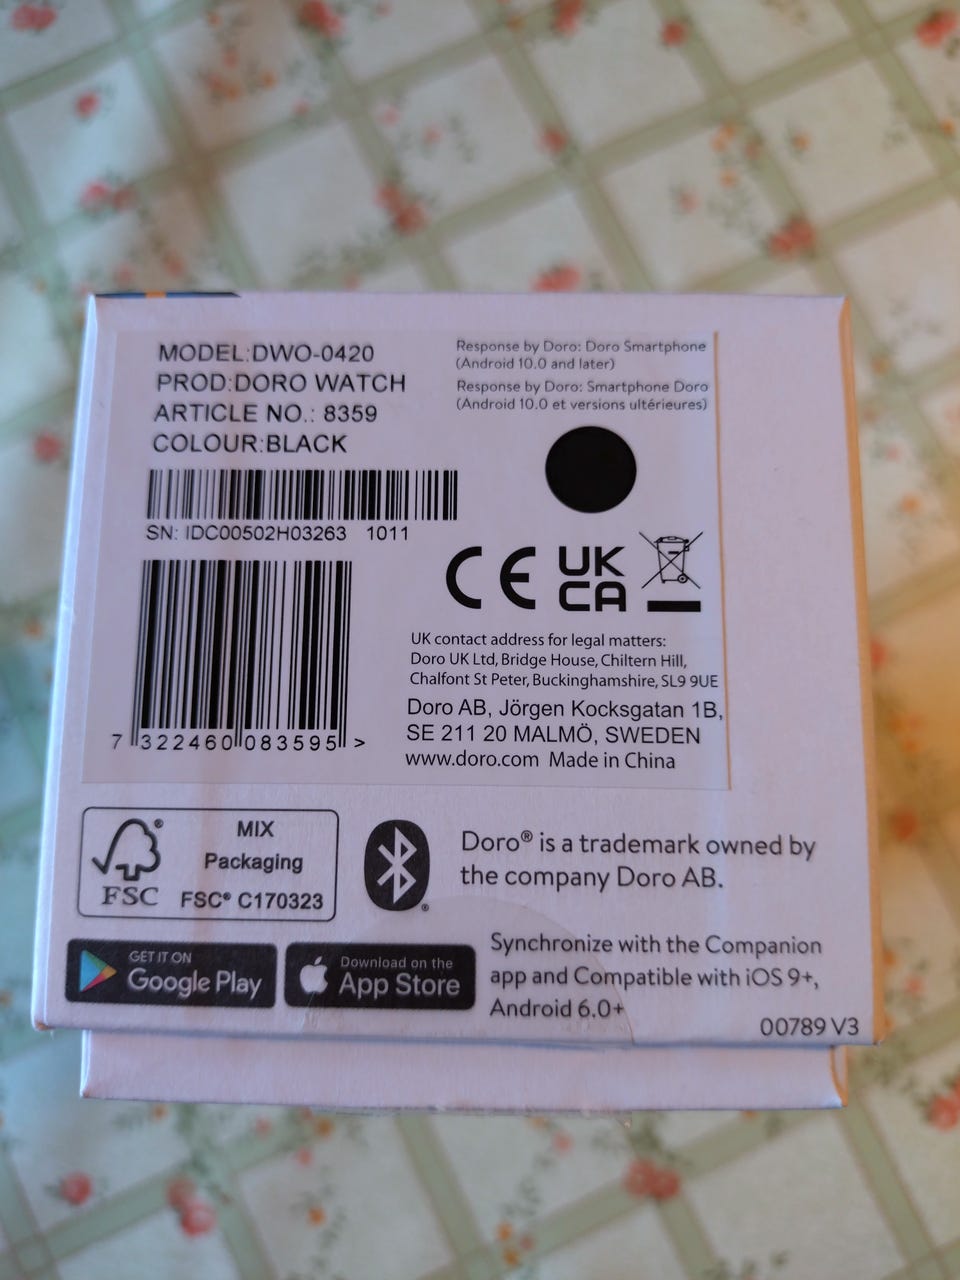 MODEL:DWO-0420
PROD:DORO WATCH
ARTICLE NO.: 8359
COLOUR:BLACK
SN: IDC00502H03263 1011
7 322460 083595 >
Response by Doro: Doro Smartphone
(Android 10.0 and later)
Response by Doro: Smartphone Doro
(Android 10.0 et versions ultérieures)
CE
UK
CA
UK contact address for legal matters:
Doro UK Ltd, Bridge House, Chiltern Hill,
Chalfont St Peter, Buckinghamshire, SL9 9UE
Doro AB, Jörgen Kocksgatan 1B,
SE 211 20 MALMÖ, SWEDEN
www.doro.com Made in China
FSC
MIX
Packaging
FSC® C170323
Doro® is a trademark owned by
the company Doro AB.
GET IT ON
Google Play
Download on the
App Store
Synchronize with the Companion
app and Compatible with iOS 9+,
Android 6.0+
00789 V3